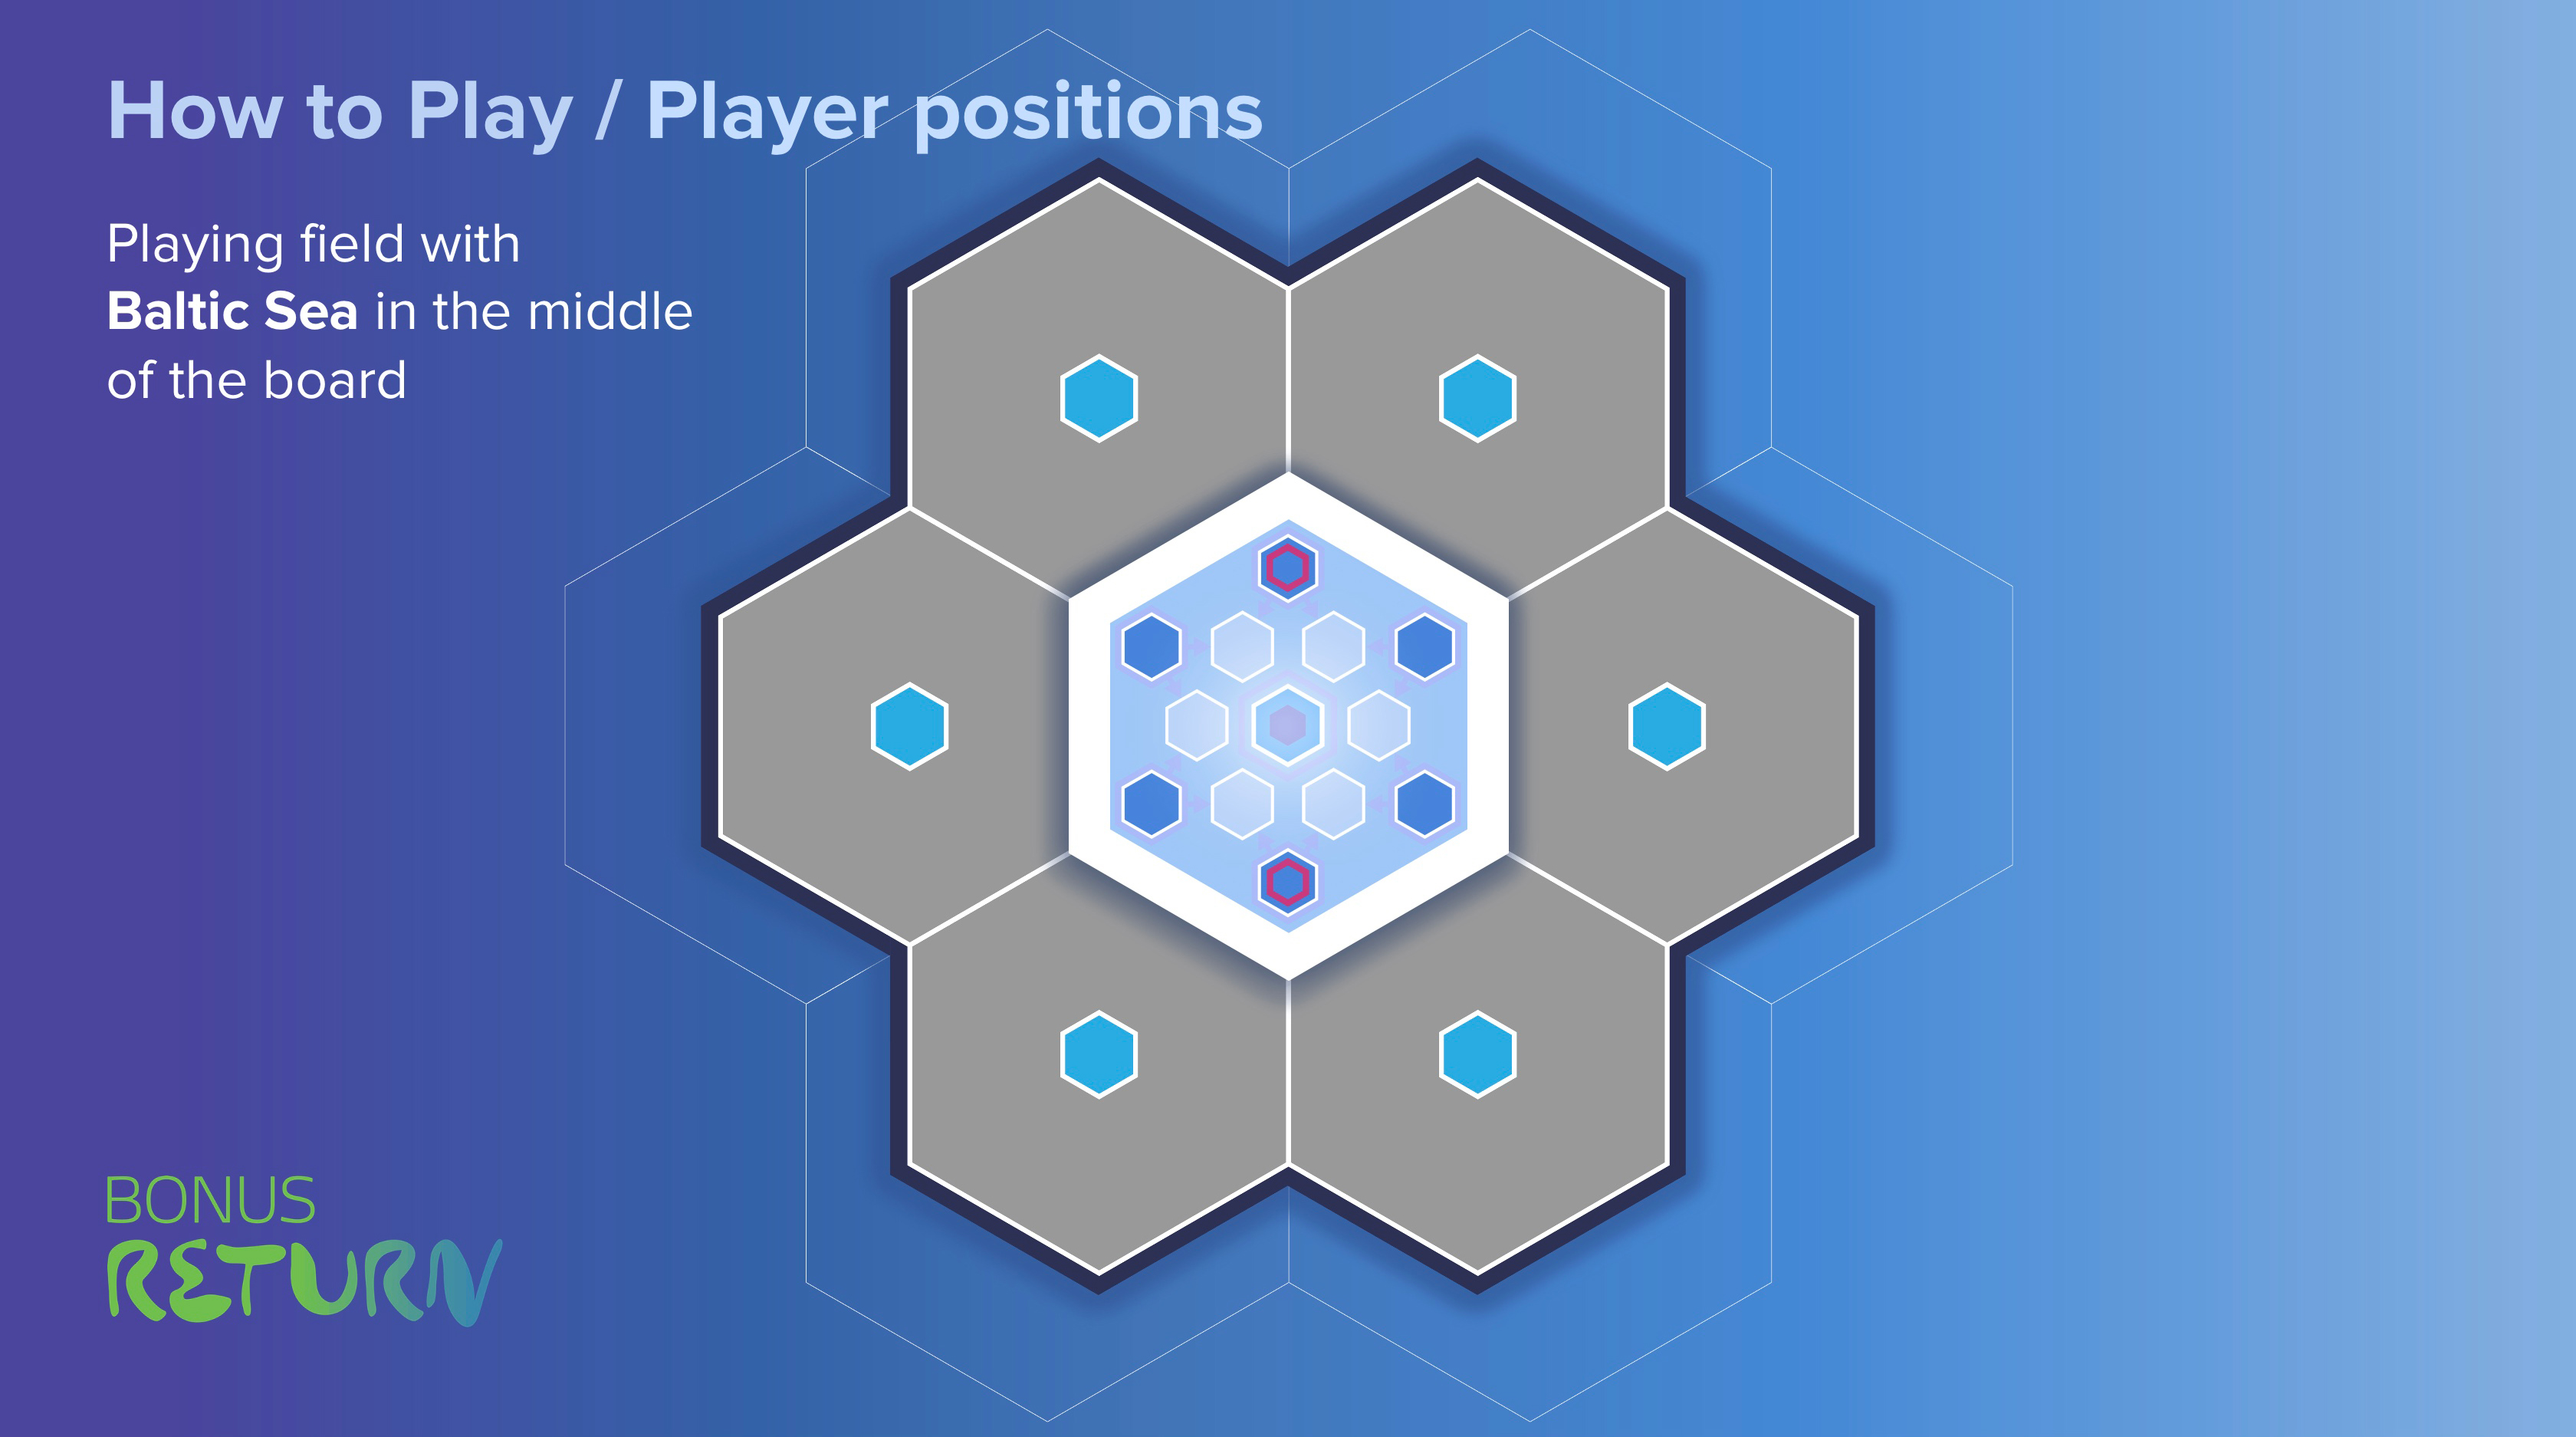 How to Play / Player positions
Playing field with
Baltic Sea in the middle
of the board
BONUS
RETURN